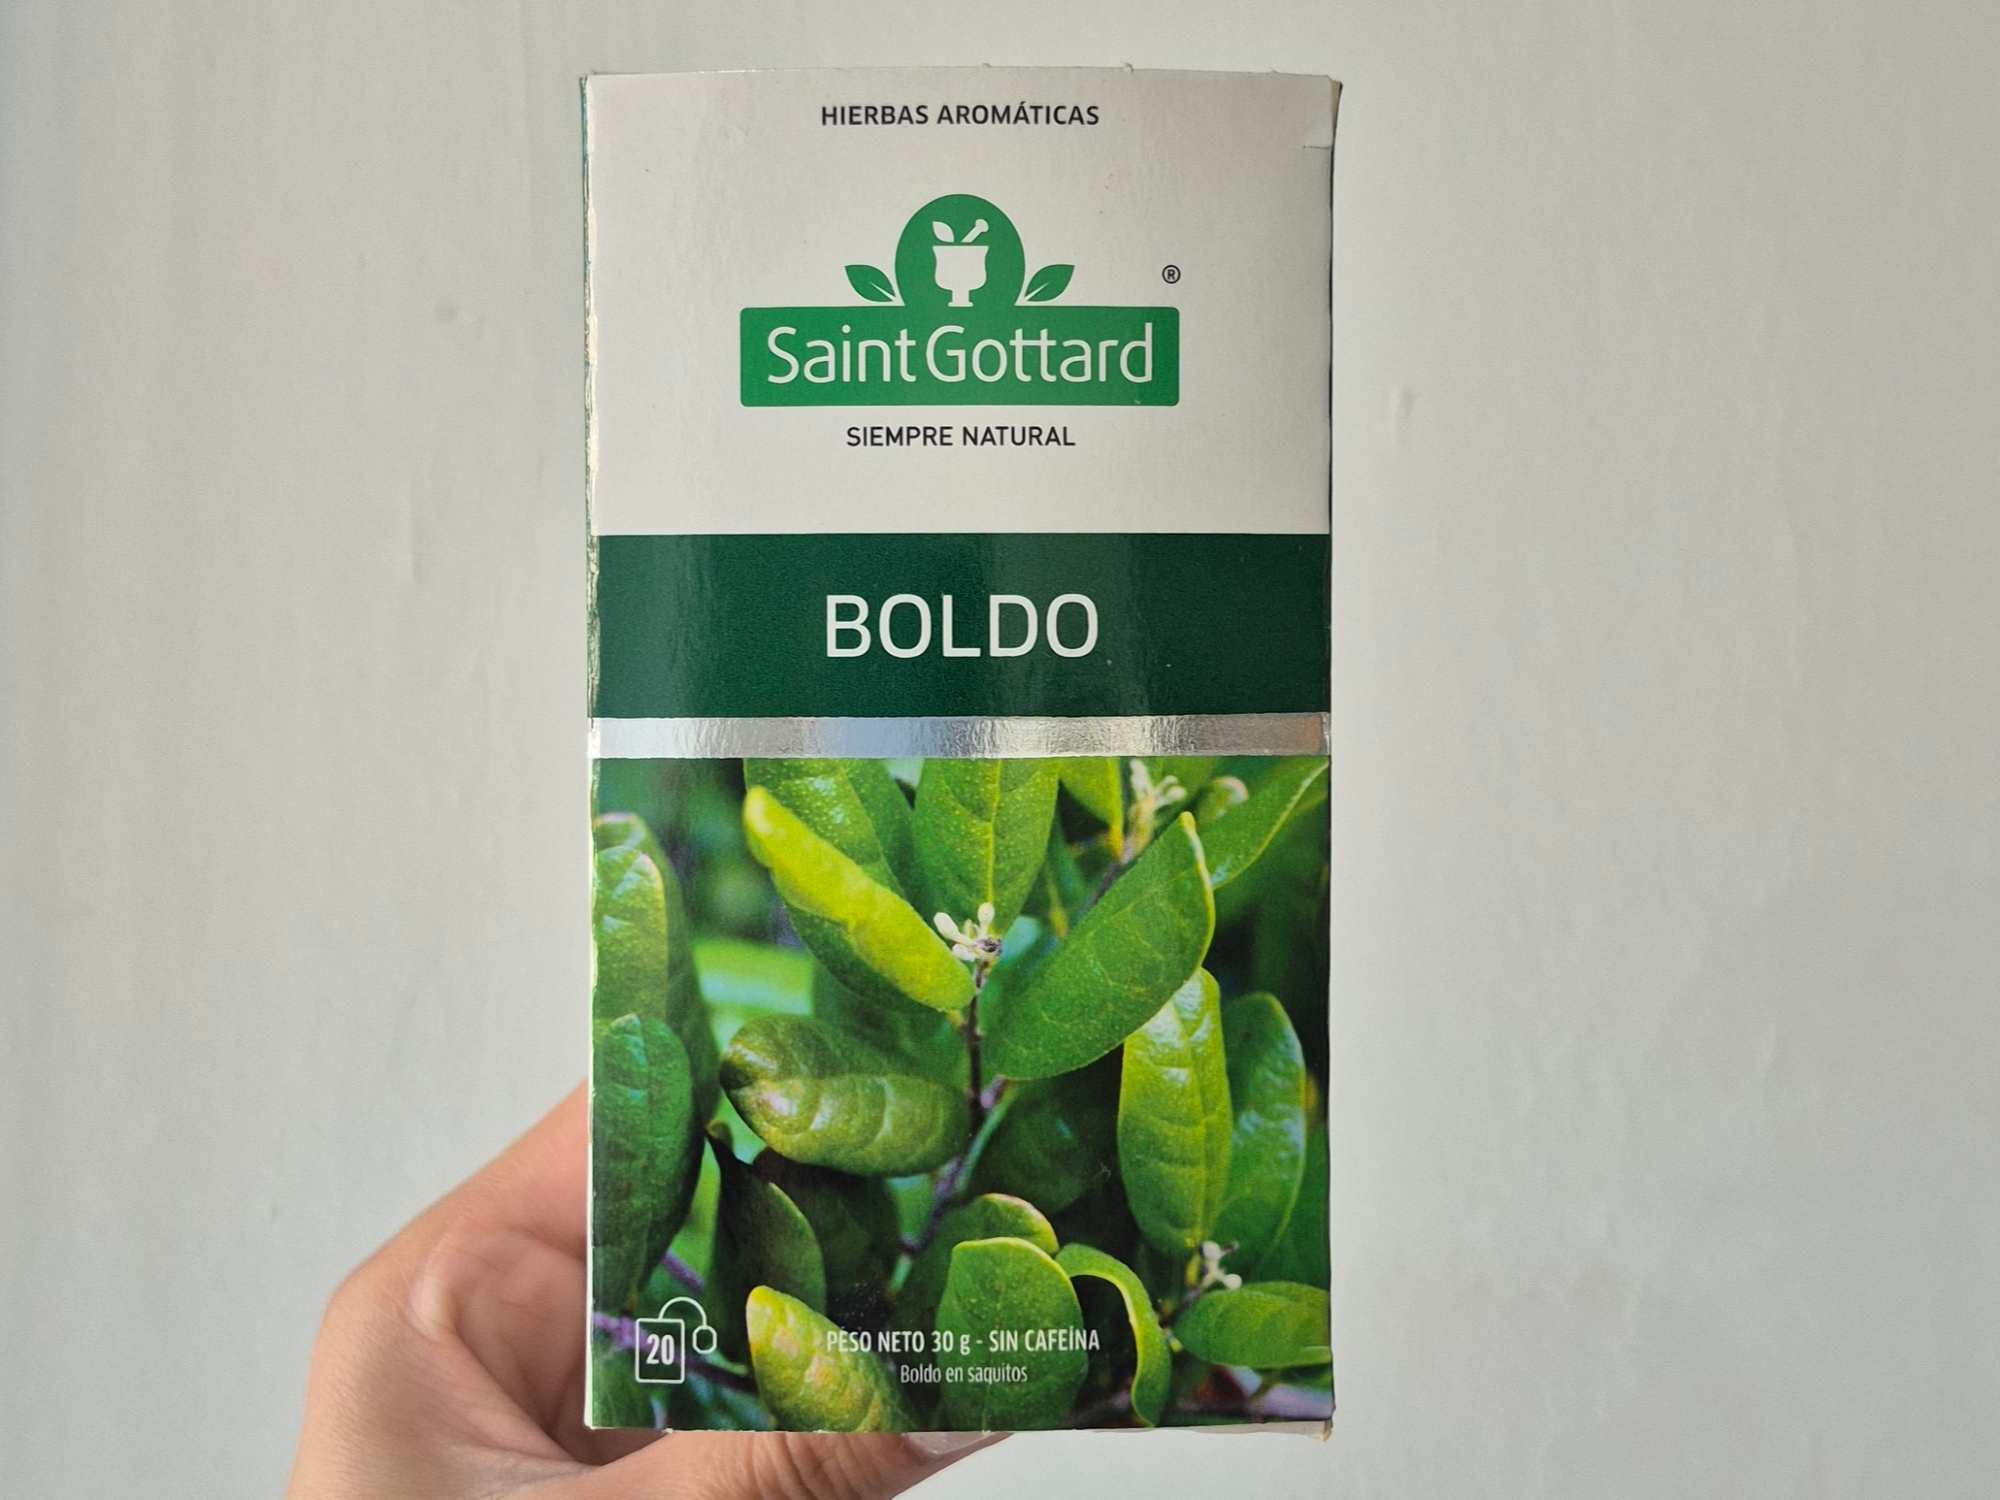 HIERBAS AROMÁTICAS
®
Saint Gottard
SIEMPRE NATURAL
BOLDO
20
PESO NETO 30 g - SIN CAFEÍNA
Boldo en saquitos